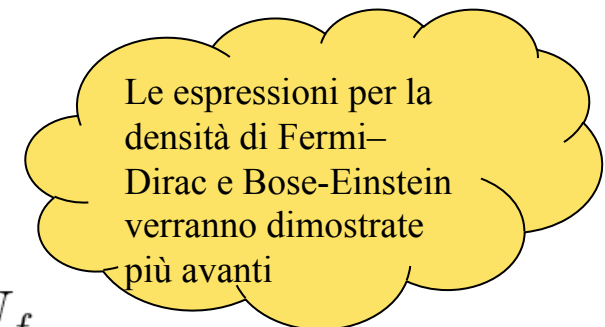 Le espressioni per la
densità di Fermi–
Dirac e Bose-Einstein
verranno dimostrate
più avanti